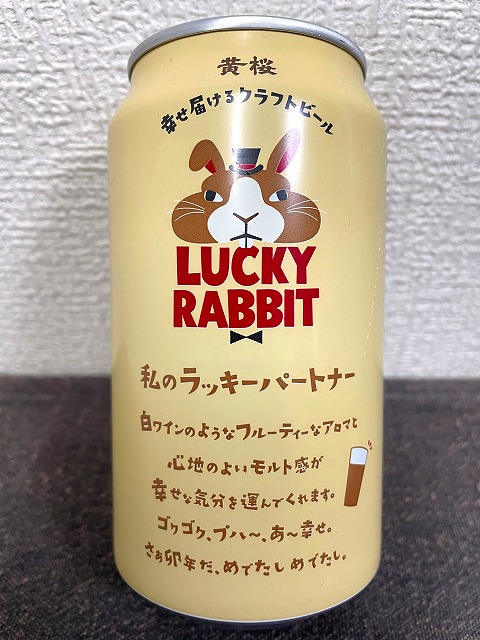 黄桜
幸せ届けるクラフトビール
LUCKY
RABBIT
私のラッキーパートナー
白ワインのようなフルーティーなアロマと
心地のよいモルト感が
幸せな気分を運んでくれます。
ゴクゴク、プハ〜、あ〜幸せ。
さぁ卯年だ、めでたしめでたし。